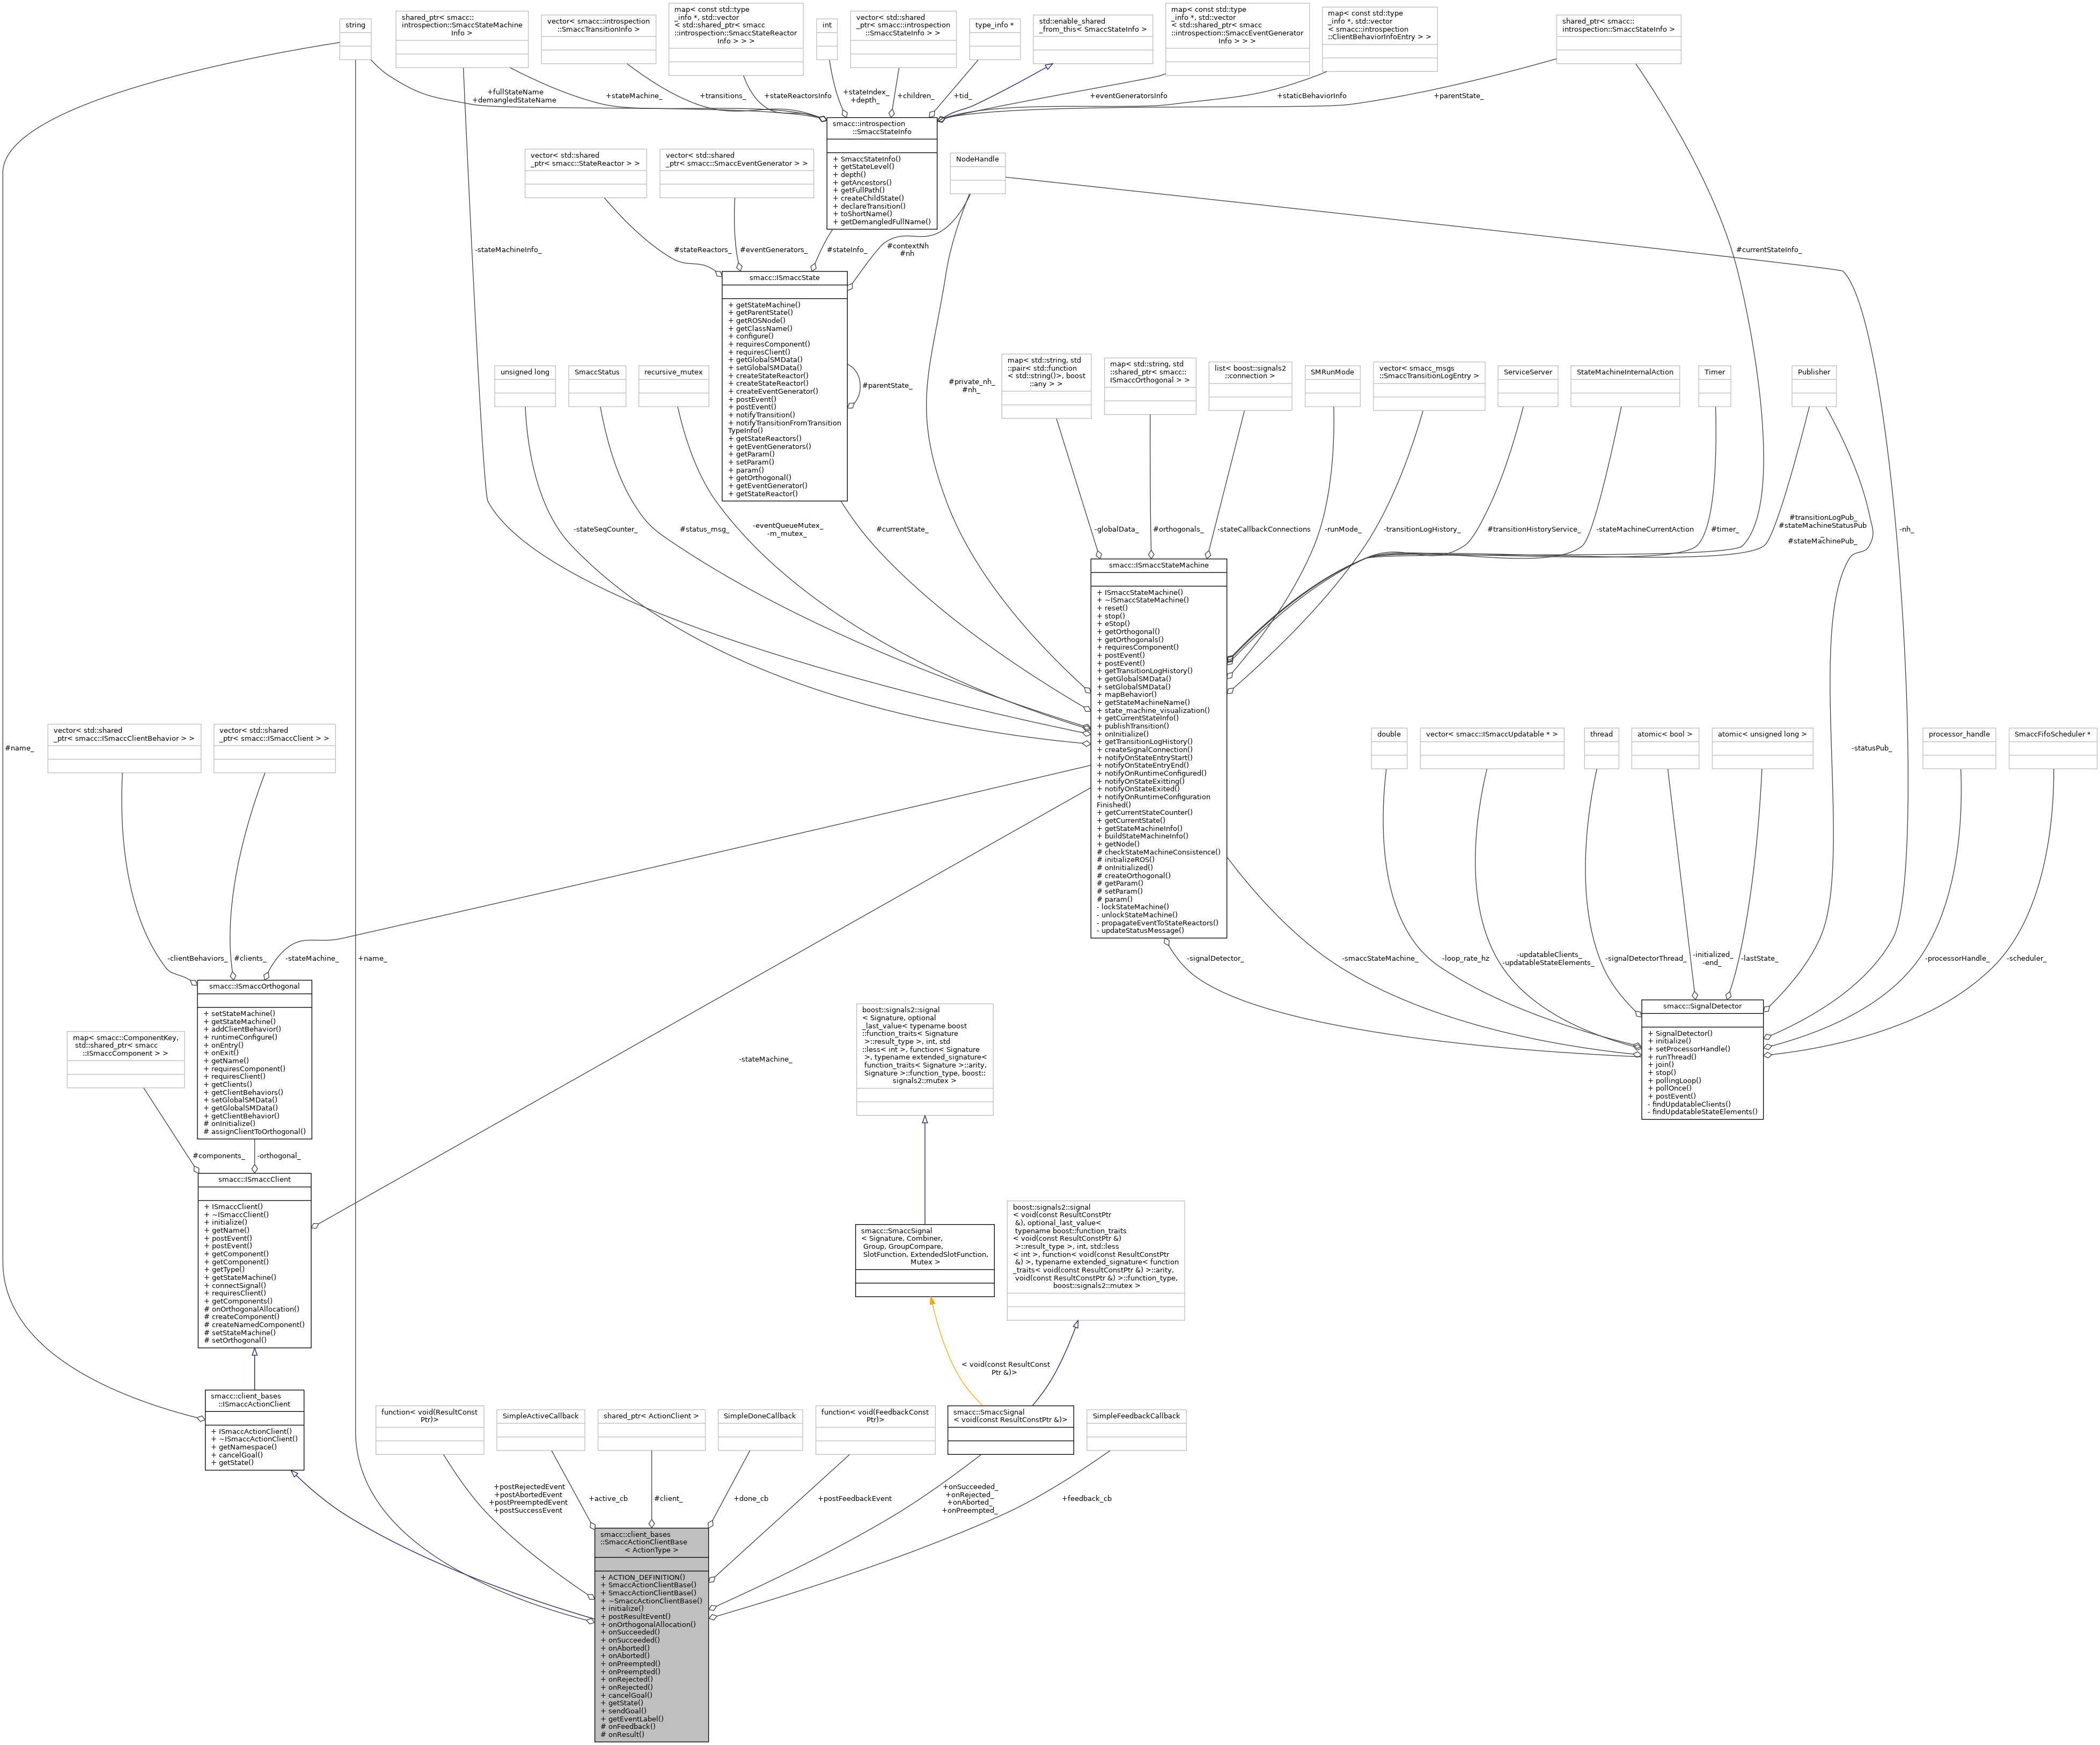 string
shared_ptr< smacc::
introspection::SmaccStateMachine
Info >
vector< smacc::introspection
::SmaccTransitionInfo >
map< const std::type
_info *, std::vector
< std::shared_ptr< smacc
::introspection::SmaccStateReactor
Info > > >
int
vector< std::shared
_ptr< smacc::introspection
::SmaccStateInfo > >
type_info *
std::enable_shared
_from_this< SmaccStateInfo >
map< const std::type
_info *, std::vector
< std::shared_ptr< smacc
::introspection::SmaccEventGenerator
Info > > >
map< const std::type
_info *, std::vector
< smacc::introspection
::ClientBehaviorInfoEntry > >
shared_ptr< smacc::
introspection::SmaccStateInfo >
+fullStateName
+demangledStateName
+stateMachine_
+transitions_
+stateReactorsInfo
+stateIndex_
+depth_
+children_
+tid_
+eventGeneratorsInfo
+staticBehaviorInfo
+parentState_
smacc::introspection
::SmaccStateInfo
+ SmaccStateInfo()
+ getStateLevel()
+ depth()
+ getAncestors()
+ getFullPath()
+ createChildState()
+ declareTransition()
+ toShortName()
+ getDemangledFullName()
vector< std::shared
_ptr< smacc::StateReactor > >
vector< std::shared
_ptr< smacc::SmaccEventGenerator > >
NodeHandle
-stateMachineInfo_
#stateReactors_
#eventGenerators_
#stateInfo_
#contextNh
#nh
#currentStateInfo_
smacc::ISmaccState
+ getStateMachine()
+ getParentState()
+ getROSNode()
+ getClassName()
+ configure()
+ requiresComponent()
+ requiresClient()
+ getGlobalSMData()
+ setGlobalSMData()
+ createStateReactor()
+ createStateReactor()
+ createEventGenerator()
+ postEvent()
+ postEvent()
+ notifyTransition()
+ notifyTransitionFromTransition
TypeInfo()
+ getStateReactors()
+ getEventGenerators()
+ getParam()
+ setParam()
+ param()
+ getOrthogonal()
+ getEventGenerator()
+ getStateReactor()
#parentState_
#private_nh_
#nh_
unsigned long
SmaccStatus
recursive_mutex
map< std::string, std
::pair< std::function
< std::string()>, boost
::any > >
map< std::string, std
::shared_ptr< smacc::
ISmaccOrthogonal > >
list< boost::signals2
::connection >
SMRunMode
vector< smacc_msgs
::SmaccTransitionLogEntry >
ServiceServer
StateMachineInternalAction
Timer
Publisher
-stateSeqCounter_
#status_msg_
-eventQueueMutex_
-m_mutex_
#currentState_
-globalData_
#orthogonals_
-stateCallbackConnections
-runMode_
-transitionLogHistory_
#transitionHistoryService_
-stateMachineCurrentAction
#timer_
#transitionLogPub_
#stateMachineStatusPub
_
#stateMachinePub_
-nh_
smacc::ISmaccStateMachine
+ ISmaccStateMachine()
+ ~ISmaccStateMachine()
+ reset()
+ stop()
+ eStop()
+ getOrthogonal()
+ getOrthogonals()
+ requiresComponent()
+ postEvent()
+ postEvent()
+ getTransitionLogHistory()
+ getGlobalSMData()
+ setGlobalSMData()
+ mapBehavior()
+ getStateMachineName()
+ state_machine_visualization()
+ getCurrentStateInfo()
+ publishTransition()
+ onInitialize()
+ getTransitionLogHistory()
+ createSignalConnection()
+ notifyOnStateEntryStart()
+ notifyOnStateEntryEnd()
+ notifyOnRuntimeConfigured()
+ notifyOnStateExitting()
+ notifyOnStateExited()
+ notifyOnRuntimeConfiguration
Finished()
+ getCurrentStateCounter()
+ getCurrentState()
+ getStateMachineInfo()
+ buildStateMachineInfo()
+ getNode()
# checkStateMachineConsistence()
# initializeROS()
# onInitialized()
# createOrthogonal()
# getParam()
# setParam()
# param()
- lockStateMachine()
- unlockStateMachine()
- propagateEventToStateReactors()
- updateStatusMessage()
#name_
vector< std::shared
_ptr< smacc::ISmaccClientBehavior > >
vector< std::shared
_ptr< smacc::ISmaccClient > >
double
vector< smacc::ISmaccUpdatable * >
thread
atomic< bool >
atomic< unsigned long >
-statusPub_
processor_handle
SmaccFifoScheduler *
-clientBehaviors_
#clients_
-stateMachine_
+name_
-signalDetector_
-smaccStateMachine_
-loop_rate_hz
-updatableClients_
-updatableStateElements_
-signalDetectorThread_
-initialized_
-end_
-lastState_
-processorHandle_
-scheduler_
smacc::ISmaccOrthogonal
+ setStateMachine()
+ getStateMachine()
+ addClientBehavior()
+ runtimeConfigure()
+ onEntry()
+ onExit()
+ getName()
+ requiresComponent()
+ requiresClient()
+ getClients()
+ getClientBehaviors()
+ setGlobalSMData()
+ getGlobalSMData()
+ getClientBehavior()
# onInitialize()
# assignClientToOrthogonal()
smacc::SignalDetector
+ SignalDetector()
+ initialize()
+ setProcessorHandle()
+ runThread()
+ join()
+ stop()
+ pollingLoop()
+ pollOnce()
+ postEvent()
- findUpdatableClients()
- findUpdatableStateElements()
map< smacc::ComponentKey,
std::shared_ptr< smacc
::ISmaccComponent > >
-stateMachine_
boost::signals2::signal
< Signature, optional
_last_value< typename boost
::function_traits< Signature
>::result_type >, int, std
::less< int >, function< Signature
>, typename extended_signature<
function_traits< Signature >::arity,
Signature >::function_type, boost::
signals2::mutex >
#components_
-orthogonal_
smacc::ISmaccClient
+ ISmaccClient()
+ ~ISmaccClient()
+ initialize()
+ getName()
+ postEvent()
+ postEvent()
+ getComponent()
+ getComponent()
+ getType()
+ getStateMachine()
+ connectSignal()
+ requiresClient()
+ getComponents()
# onOrthogonalAllocation()
# createComponent()
# createNamedComponent()
# setStateMachine()
# setOrthogonal()
smacc::SmaccSignal
< Signature, Combiner,
Group, GroupCompare,
SlotFunction, ExtendedSlotFunction,
Mutex >
boost::signals2::signal
< void(const ResultConstPtr
&), optional_last_value<
typename boost::function_traits
< void(const ResultConstPtr &)
>::result_type >, int, std::less
< int >, function< void(const ResultConstPtr
&) >, typename extended_signature< function
_traits< void(const ResultConstPtr &) >::arity,
void(const ResultConstPtr &) >::function_type,
boost::signals2::mutex >
< void(const ResultConst
Ptr &)>
smacc::client_bases
::ISmaccActionClient
+ ISmaccActionClient()
+ ~ISmaccActionClient()
+ getNamespace()
+ cancelGoal()
+ getState()
function< void(ResultConst
Ptr)>
SimpleActiveCallback
shared_ptr< ActionClient >
SimpleDoneCallback
function< void(FeedbackConst
Ptr)>
smacc::SmaccSignal
< void(const ResultConstPtr &)>
SimpleFeedbackCallback
+postRejectedEvent
+postAbortedEvent
+postPreemptedEvent
+postSuccessEvent
+active_cb
#client_
+done_cb
+postFeedbackEvent
+onSucceeded_
+onRejected_
+onAborted_
+onPreempted_
+feedback_cb
smacc::client_bases
::SmaccActionClientBase
< ActionType >
+ ACTION_DEFINITION()
+ SmaccActionClientBase()
+ SmaccActionClientBase()
+ ~SmaccActionClientBase()
+ initialize()
+ postResultEvent()
+ onOrthogonalAllocation()
+ onSucceeded()
+ onSucceeded()
+ onAborted()
+ onAborted()
+ onPreempted()
+ onPreempted()
+ onRejected()
+ onRejected()
+ cancelGoal()
+ getState()
+ sendGoal()
+ getEventLabel()
# onFeedback()
# onResult()